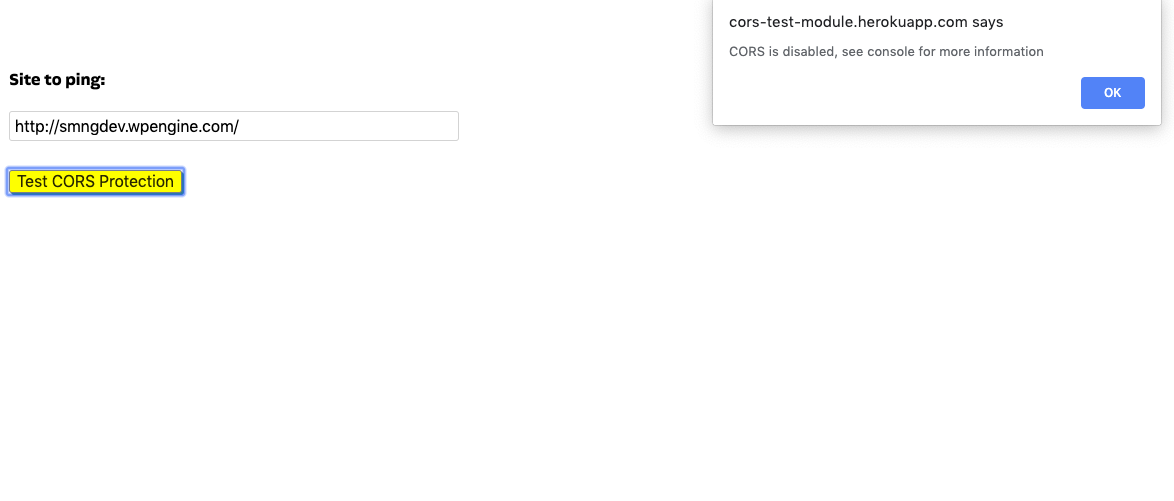 cors-test-module.herokuapp.com says
CORS is disabled, see console for more information
OK
Site to ping:
http://smngdev.wpengine.com/
Test CORS Protection